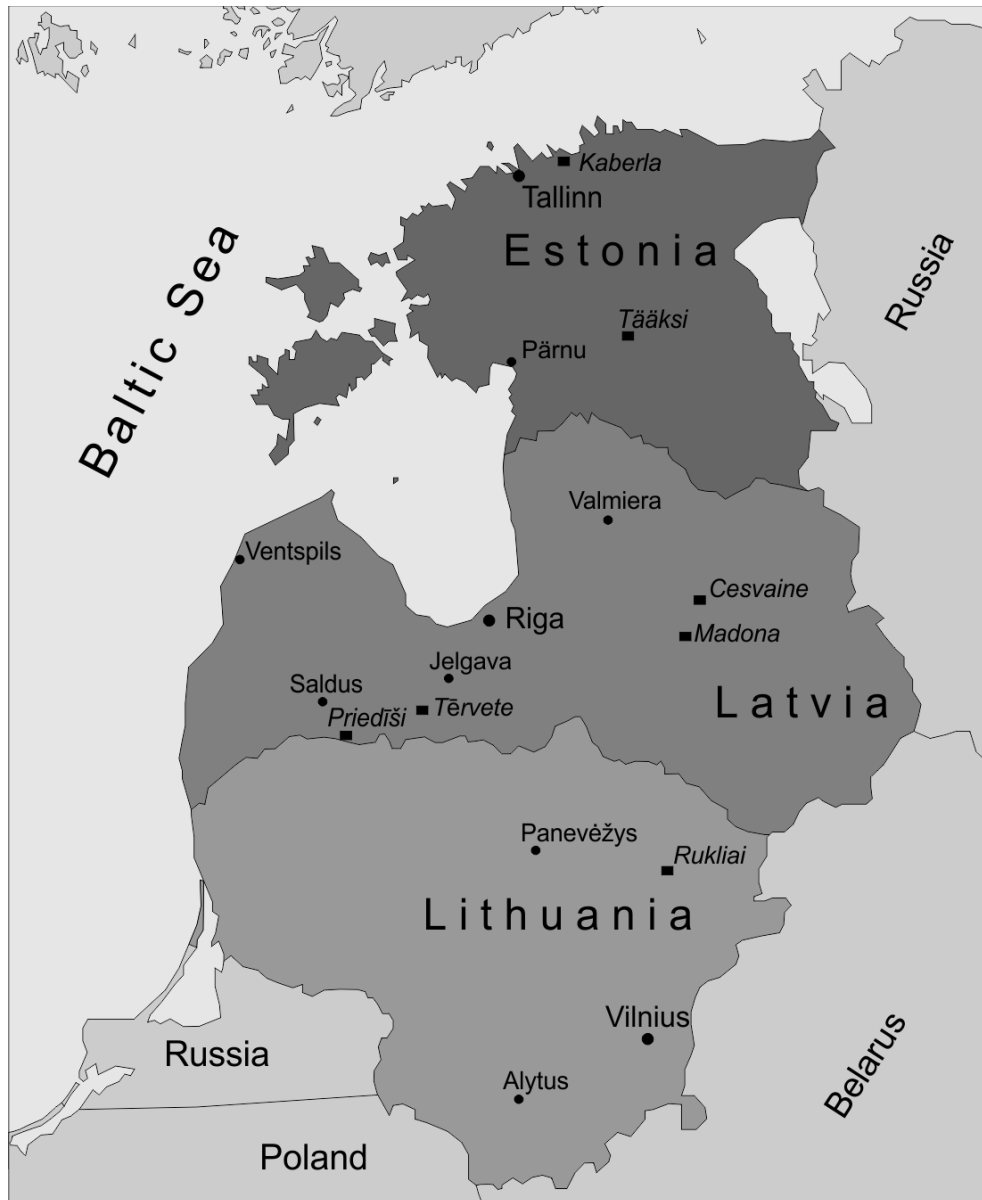 Kaberla
Tallinn
Estonia
Baltic Sea
Russia
Tääksi
Pärnu
Valmiera
Ventspils
Cesvaine
Riga
Madona
Jelgava
Saldus
Tērvete
Latvia
Priedīši
Panevėžys
Rukliai
Lithuania
Vilnius
Russia
Belarus
Alytus
Poland